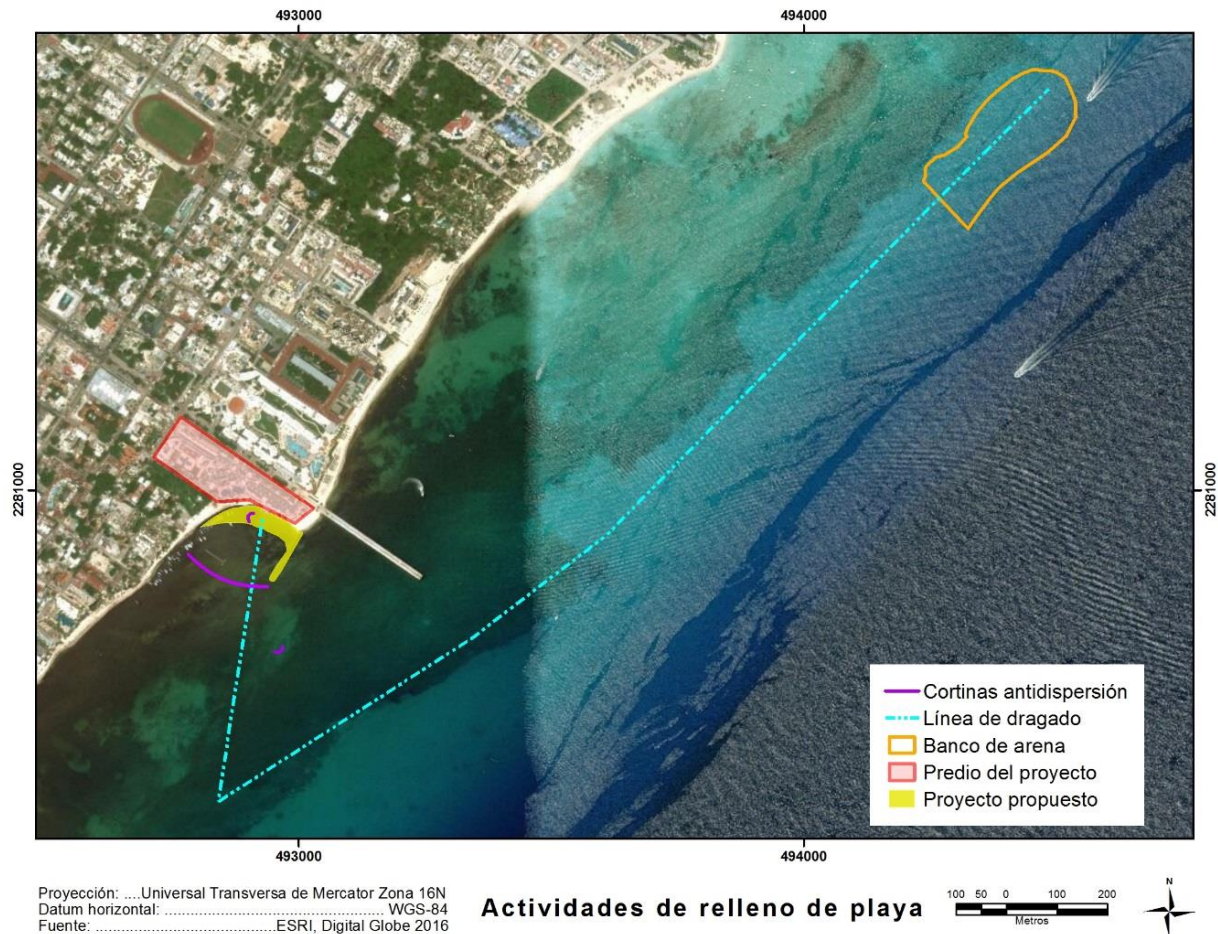 493000
494000
2281000
2281000
Cortinas antidispersión
Línea de dragado
Banco de arena
Predio del proyecto
Proyecto propuesto
493000
494000
Proyección: ....Universal Transversa de Mercator Zona 16N
Datum horizontal: ........................................ WGS-84
Fuente: ....................................ESRI, Digital Globe 2016
Actividades de relleno de playa
100 50 0 100 200
Metros
N